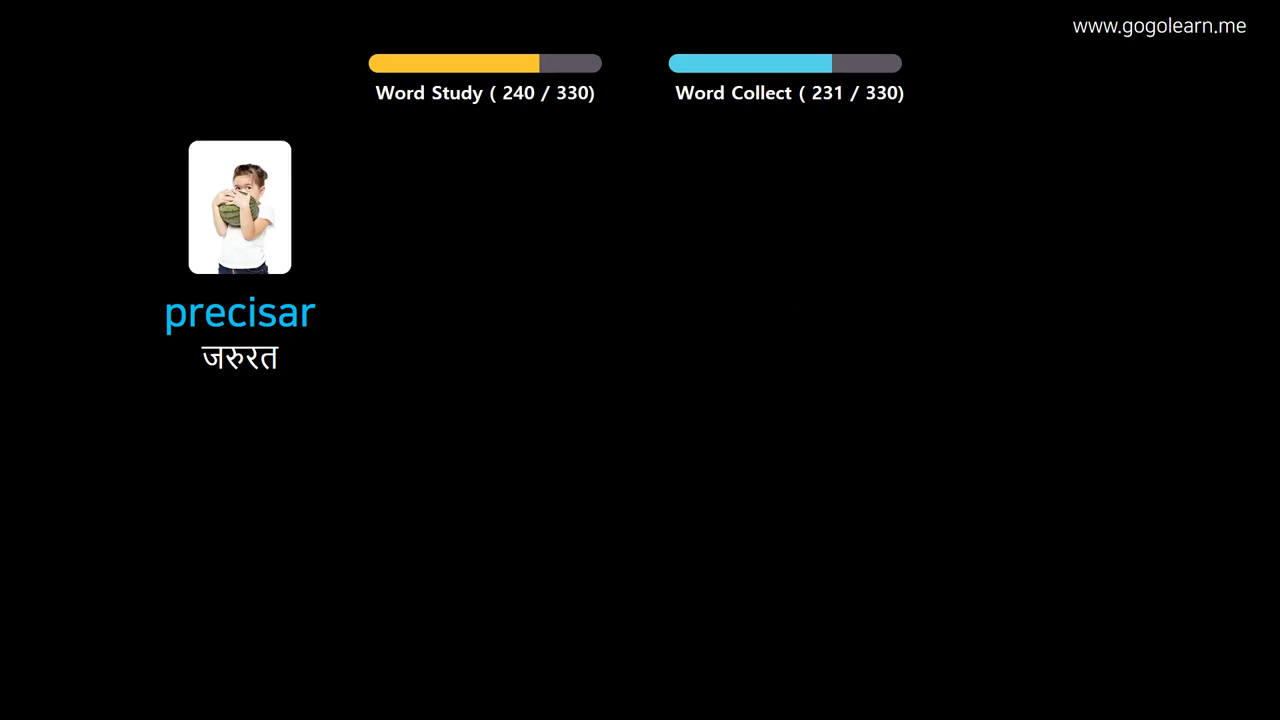 www.gogolearn.me
Word Study ( 240 / 330)
Word Collect ( 231 / 330)
precisar
जरुरत